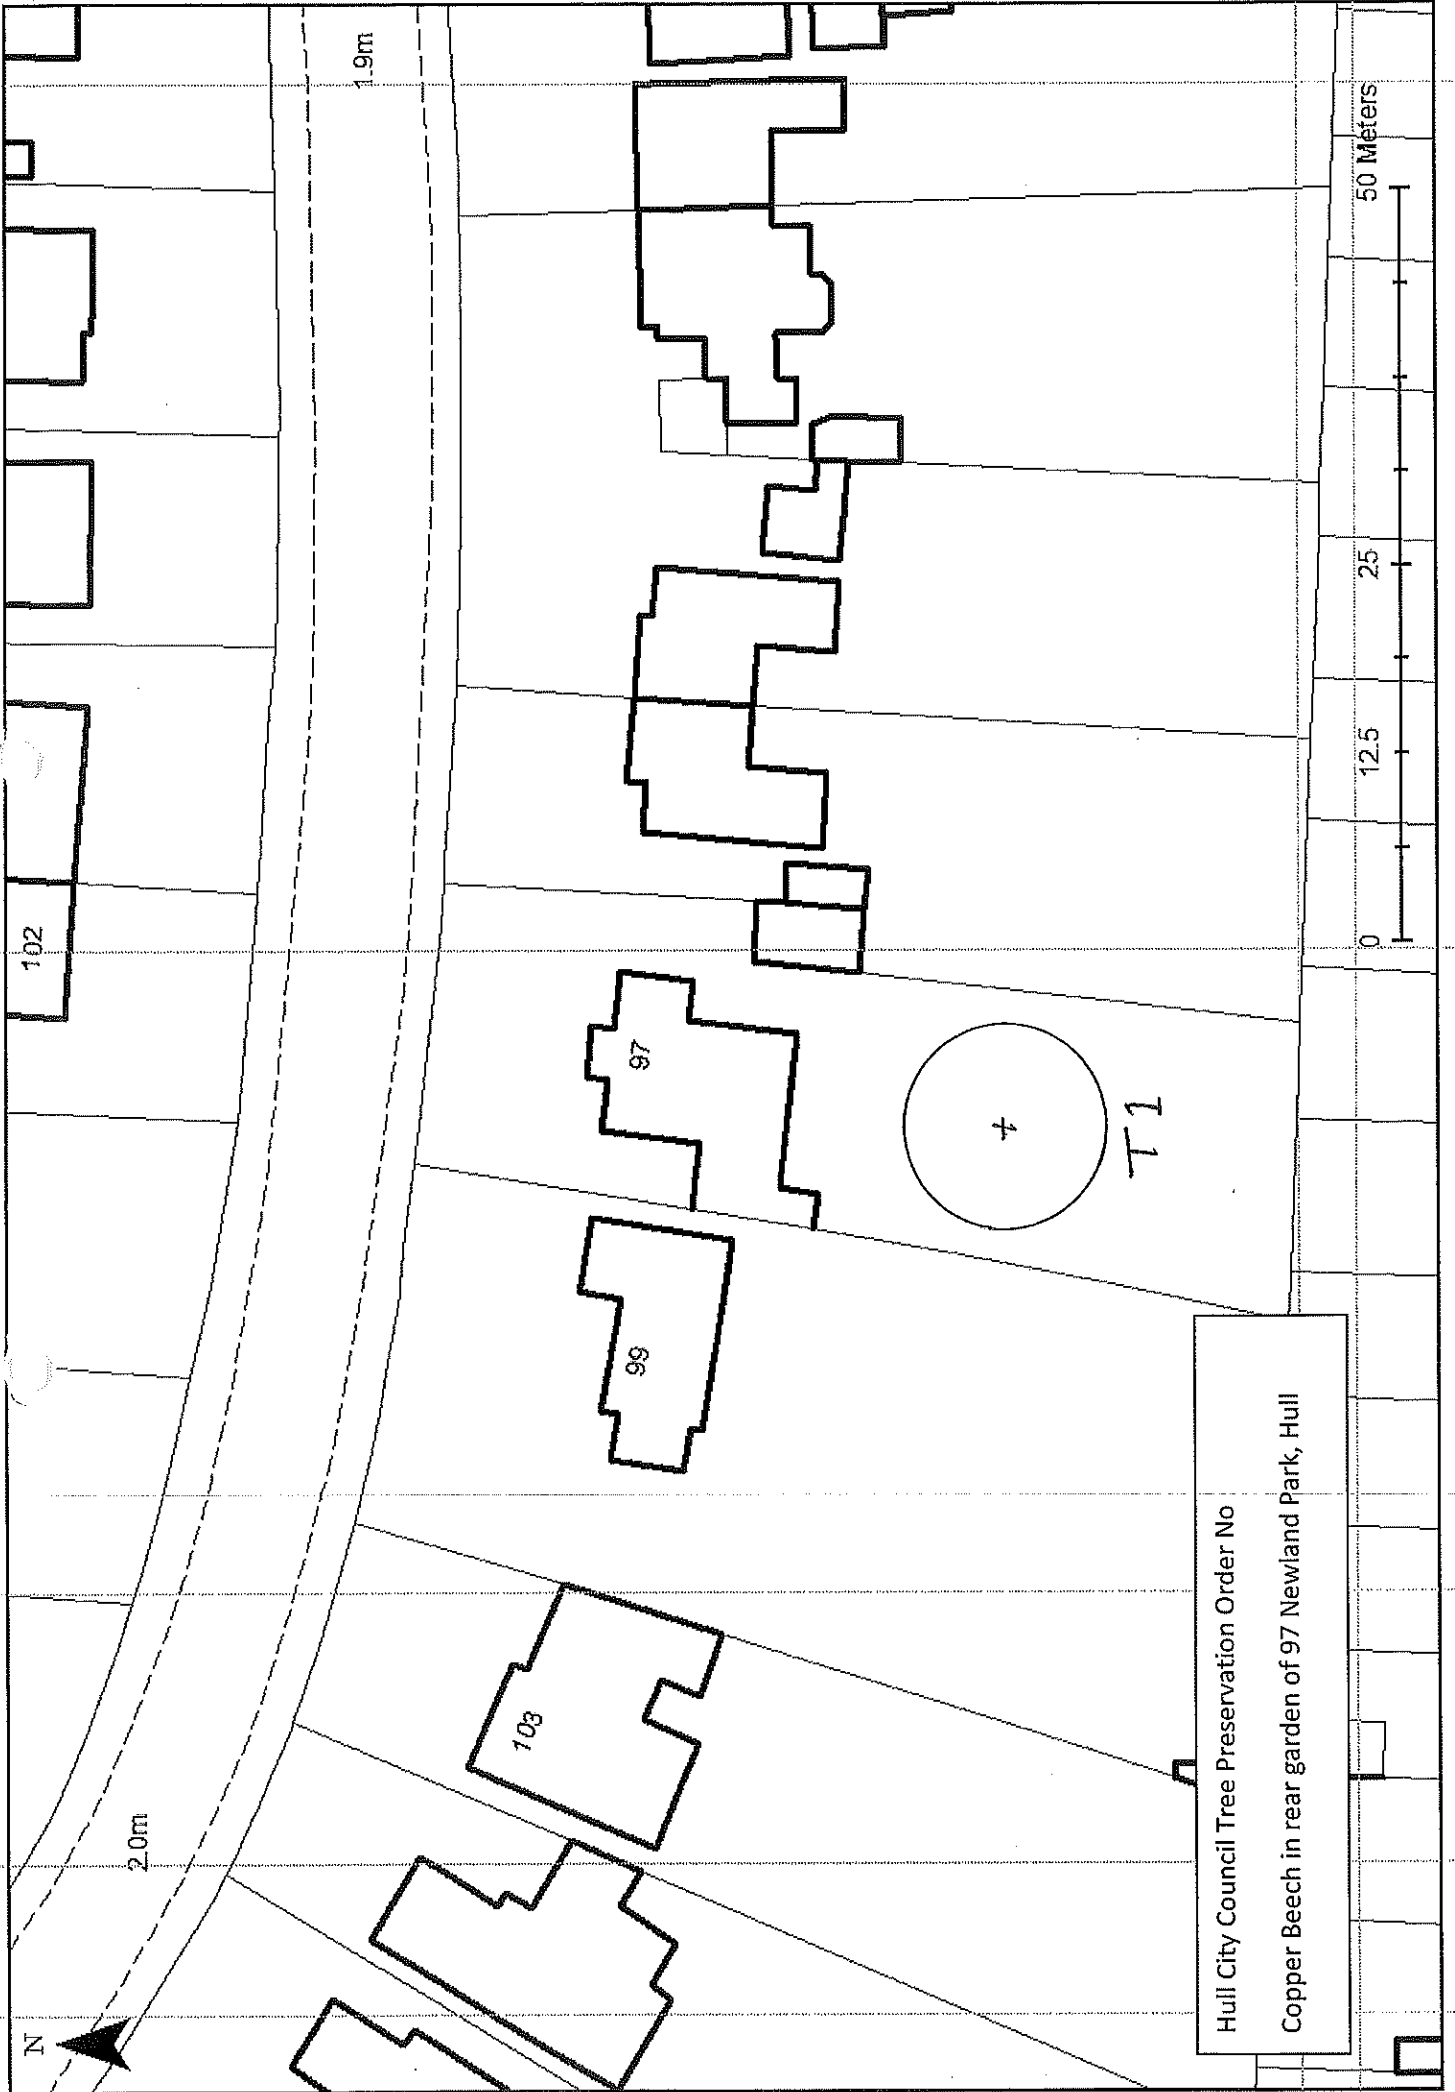 N
2.0m
1.9m
102
103
99
97
T1
Hull City Council Tree Preservation Order No
Copper Beech in rear garden of 97 Newland Park, Hull
0 12.5 25 50 Meters